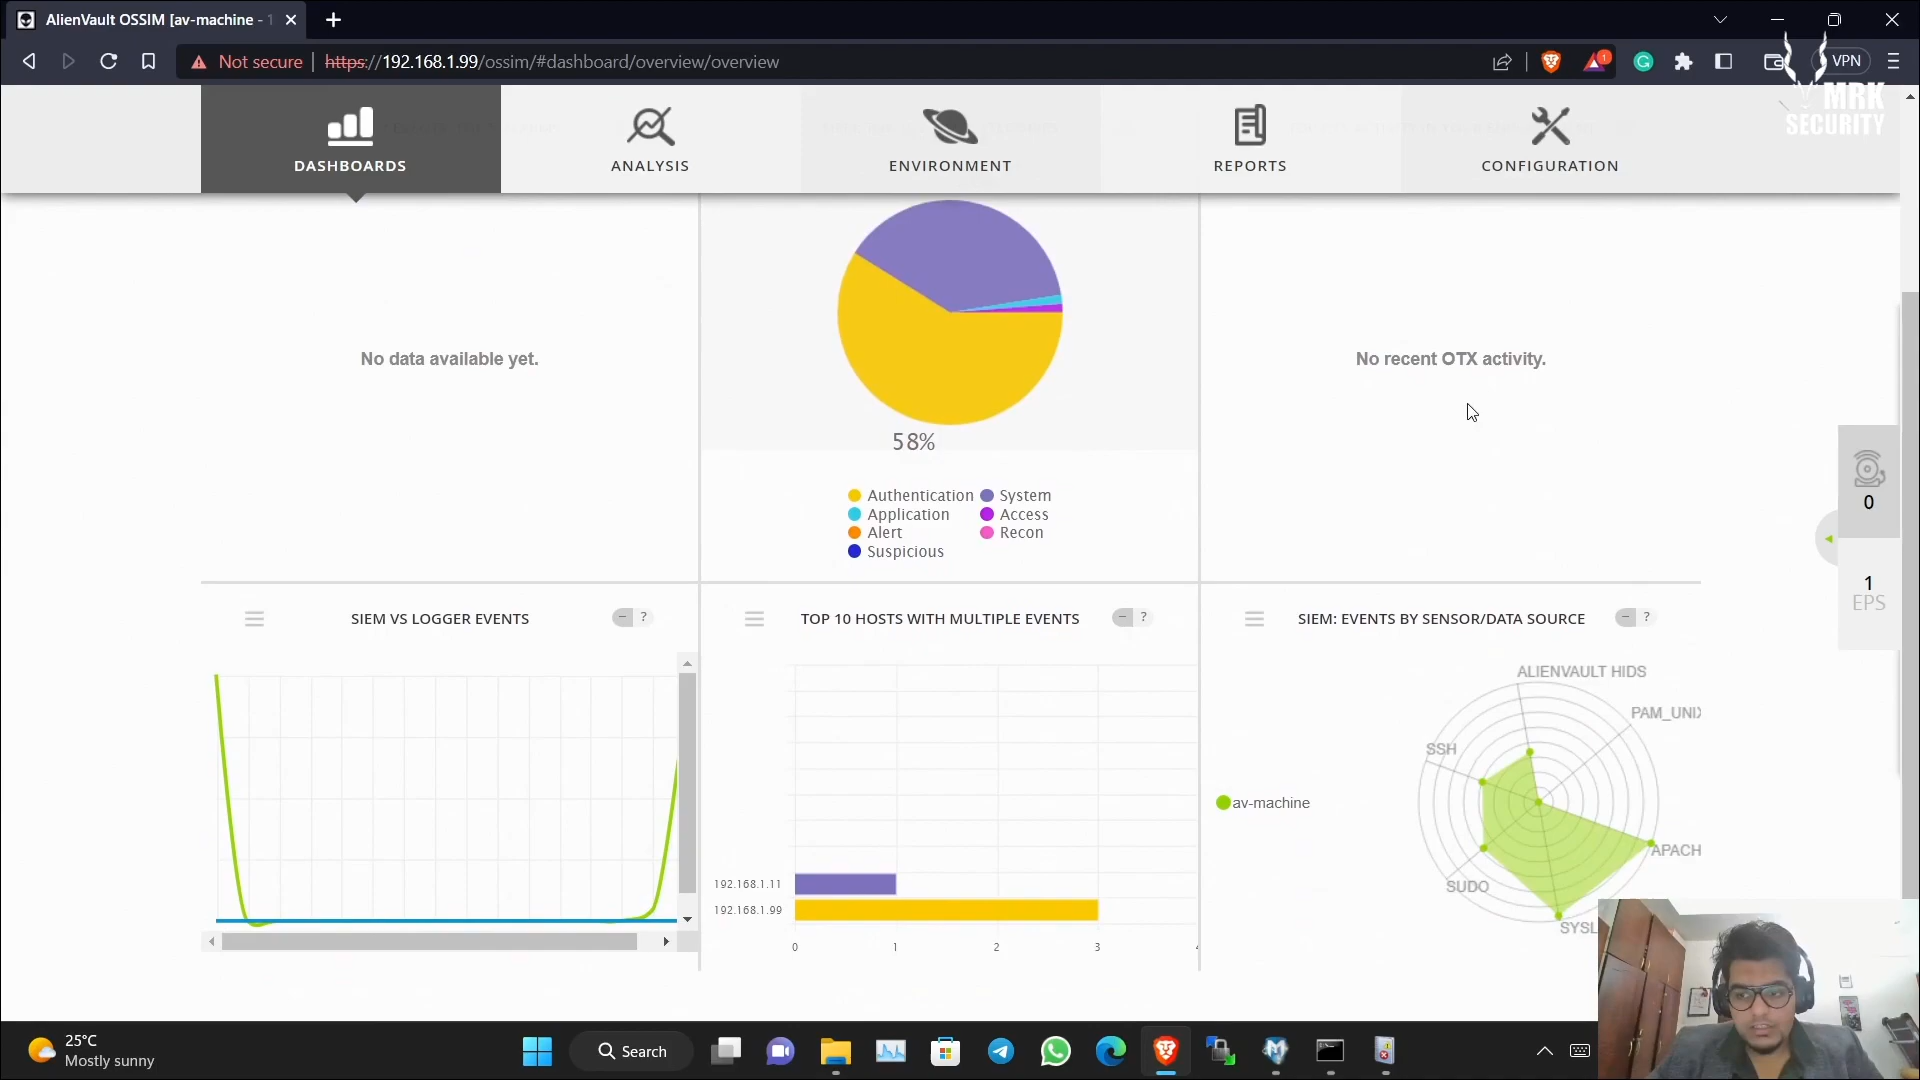 AlienVault OSSIM [av-machine - 1
Not secure
https://192.168.1.99/ossim/#dashboard/overview/overview
1
VPN
MRK
SECURITY
DASHBOARDS
ANALYSIS
ENVIRONMENT
REPORTS
CONFIGURATION
No data available yet.
58%
Authentication
System
Application
Access
Alert
Recon
Suspicious
No recent OTX activity.
0
1
EPS
SIEM VS LOGGER EVENTS
− ?
TOP 10 HOSTS WITH MULTIPLE EVENTS
− ?
192.168.1.11
192.168.1.99
0 1 2 3
SIEM: EVENTS BY SENSOR/DATA SOURCE
− ?
av-machine
ALIENVAULT HIDS
PAM_UNIX
SSH
APACH
SUDO
SYSL
25°C
Mostly sunny
Search